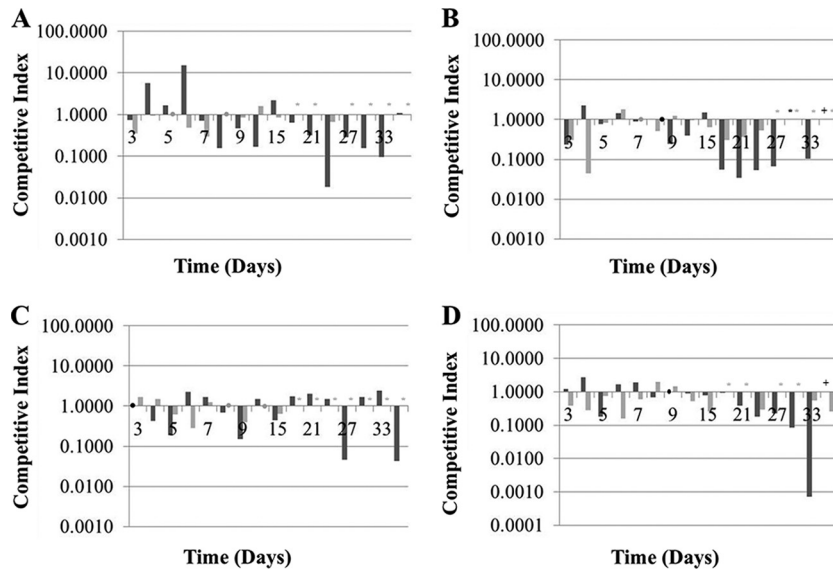 A
Competitive Index
100.0000
10.0000
1.0000
0.1000
0.0100
0.0010
3 5 7 9 15 21 27 33
Time (Days)
B
Competitive Index
100.0000
10.0000
1.0000
0.1000
0.0100
0.0010
3 5 7 9 15 21 27 33
Time (Days)
C
Competitive Index
100.0000
10.0000
1.0000
0.1000
0.0100
0.0010
3 5 7 9 15 21 27 33
Time (Days)
D
Competitive Index
100.0000
10.0000
1.0000
0.1000
0.0100
0.0010
0.0001
3 5 7 9 15 21 27 33
Time (Days)